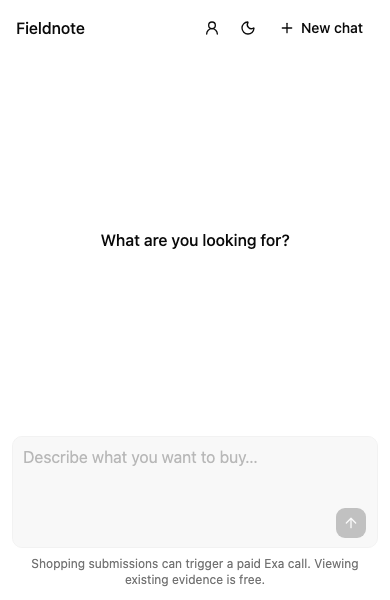 Fieldnote
New chat
What are you looking for?
Describe what you want to buy...
Shopping submissions can trigger a paid Exa call. Viewing
existing evidence is free.